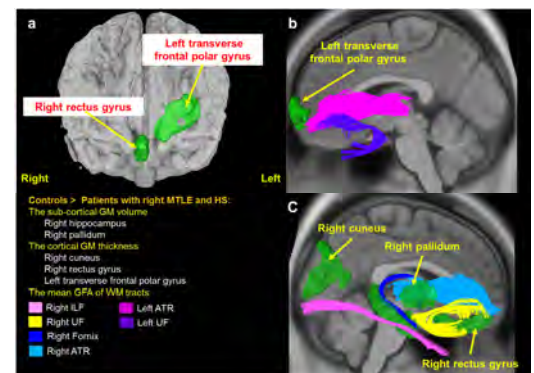 a
Left transverse
frontal polar gyrus
Right rectus gyrus
Right
Left
Controls > Patients with right MTLE and HS:
The sub-cortical GM volume
Right hippocampus
Right pallidum
The cortical GM thickness
Right cuneus
Right rectus gyrus
Left transverse frontal polar gyrus
The mean GFA of WM tracts
Right ILF
Left ATR
Right UF
Left UF
Right Fornix
Right ATR
b
Left transverse
frontal polar gyrus
C
Right cuneus
Right pallidum
Right rectus gyrus